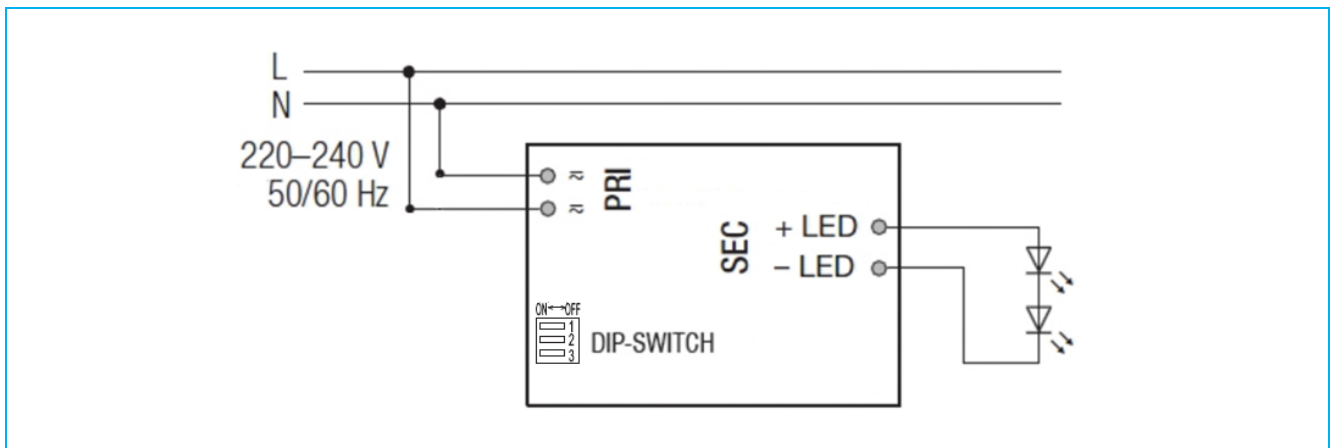 L
N
220–240 V
50/60 Hz
≂ PRI
≂
SEC
+ LED
– LED
ON↔OFF
1
2
3
DIP-SWITCH